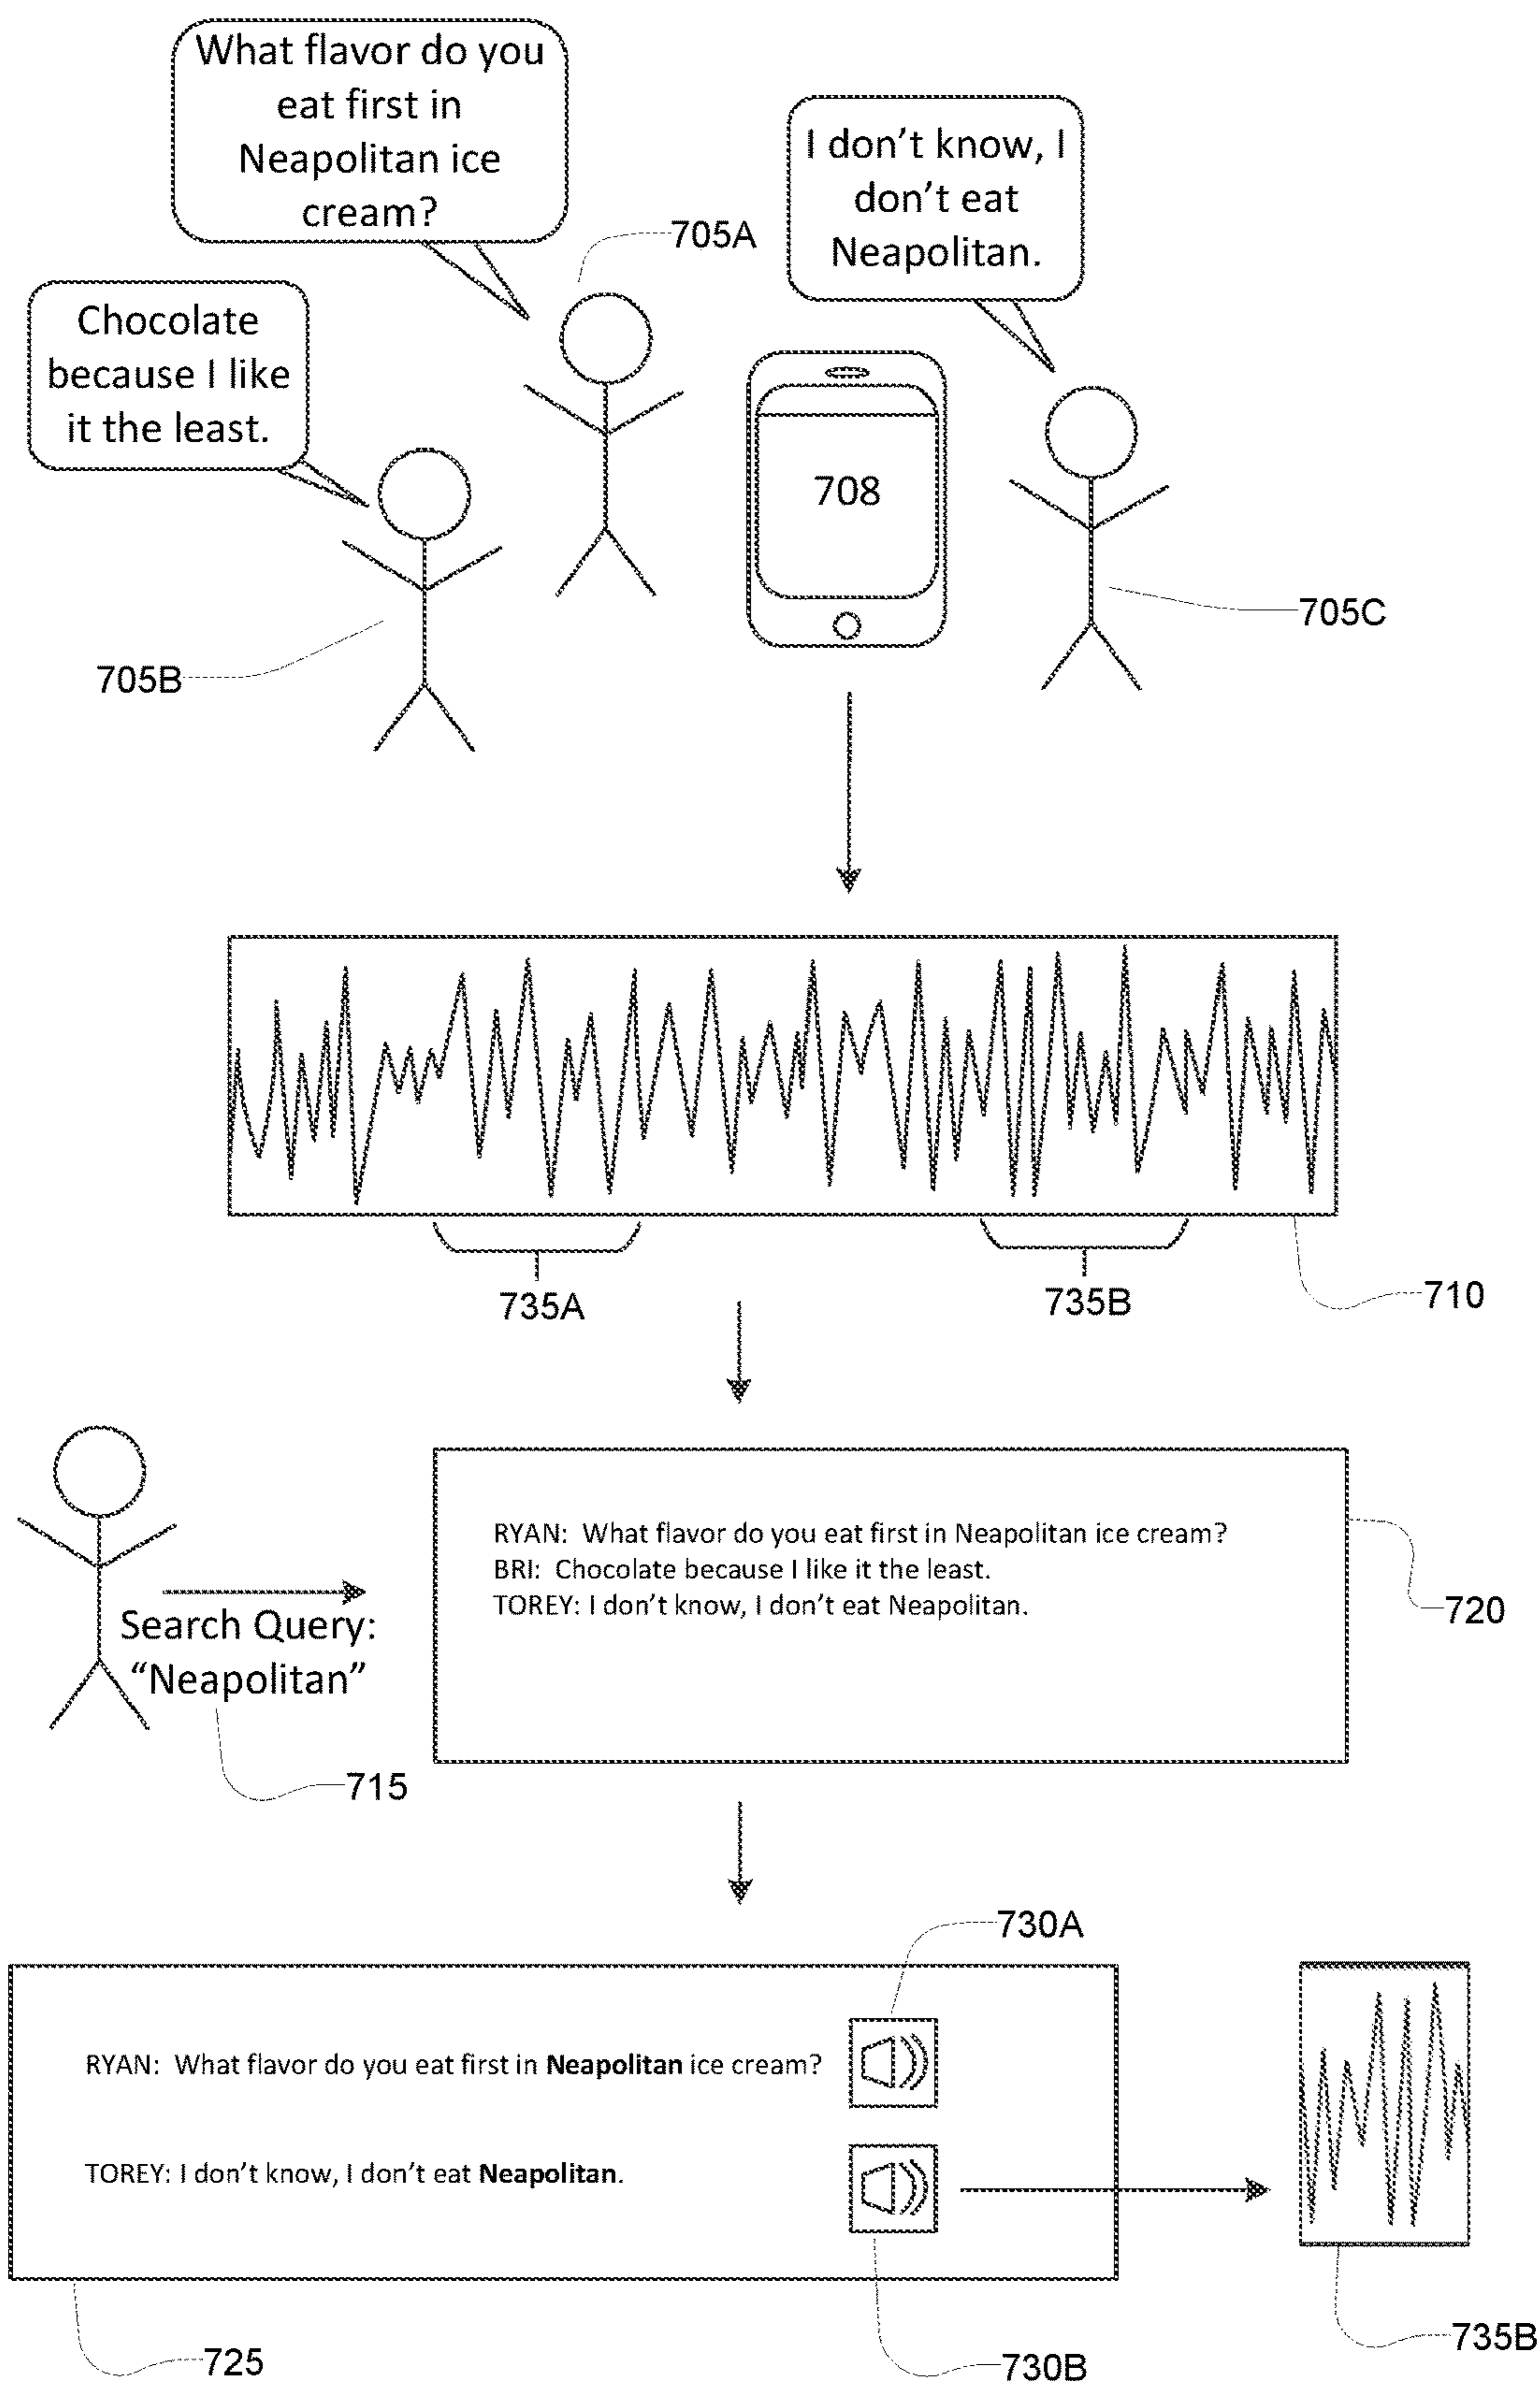 What flavor do you
eat first in
Neapolitan ice
cream?
I don’t know, I
don’t eat
Neapolitan.
705A
Chocolate
because I like
it the least.
708
705C
705B
735A
735B
710
RYAN: What flavor do you eat first in Neapolitan ice cream?
BRI: Chocolate because I like it the least.
TOREY: I don’t know, I don’t eat Neapolitan.
720
Search Query:
“Neapolitan”
715
730A
RYAN: What flavor do you eat first in Neapolitan ice cream?
TOREY: I don’t know, I don’t eat Neapolitan.
725
730B
735B